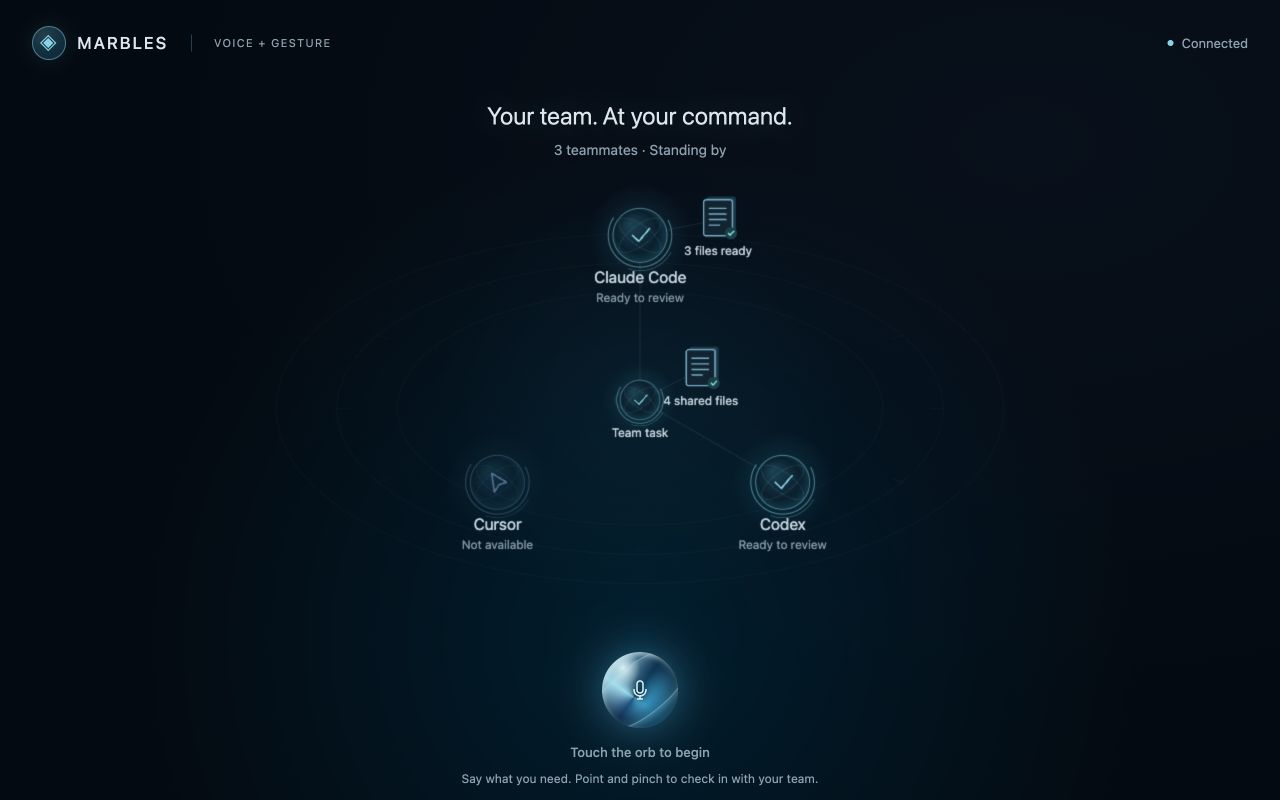 MARBLES
VOICE + GESTURE
Connected
Your team. At your command.
3 teammates · Standing by
3 files ready
Claude Code
Ready to review
4 shared files
Team task
Cursor
Not available
Codex
Ready to review
Touch the orb to begin
Say what you need. Point and pinch to check in with your team.